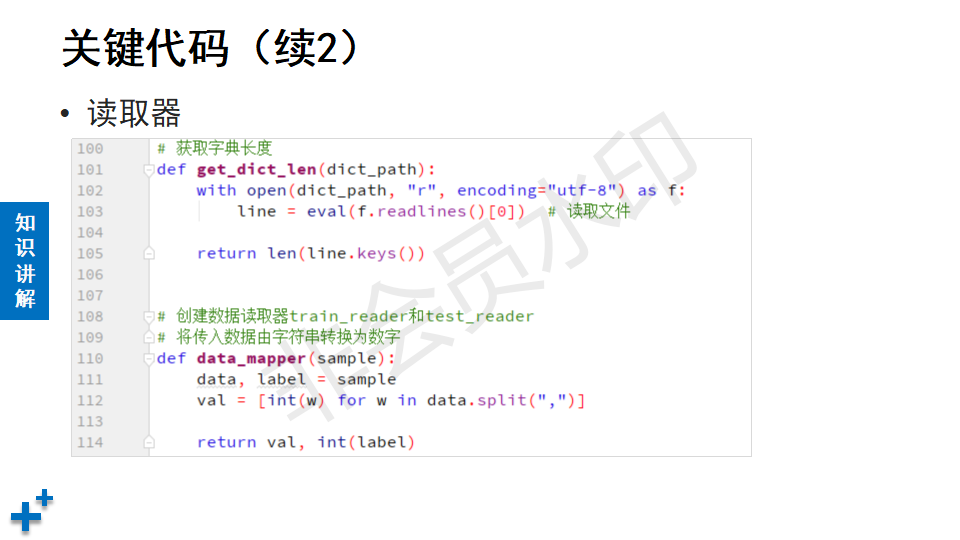 关键代码（续2）
• 读取器
知识讲解
100 # 获取字典长度
101 def get_dict_len(dict_path):
102     with open(dict_path, "r", encoding="utf-8") as f:
103         line = eval(f.readlines()[0])  # 读取文件
104
105     return len(line.keys())
106
107
108 # 创建数据读取器train_reader和test_reader
109 # 将传入数据由字符串转换为数字
110 def data_mapper(sample):
111     data, label = sample
112     val = [int(w) for w in data.split(",")]
113
114     return val, int(label)
非会员水印